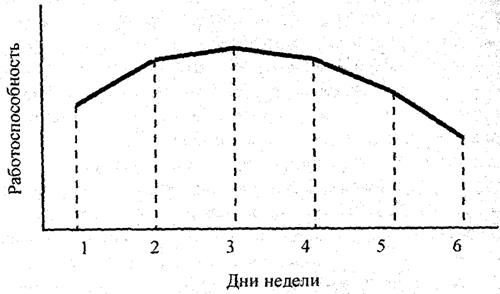 Работоспособность
1 2 3 4 5 6
Дни недели